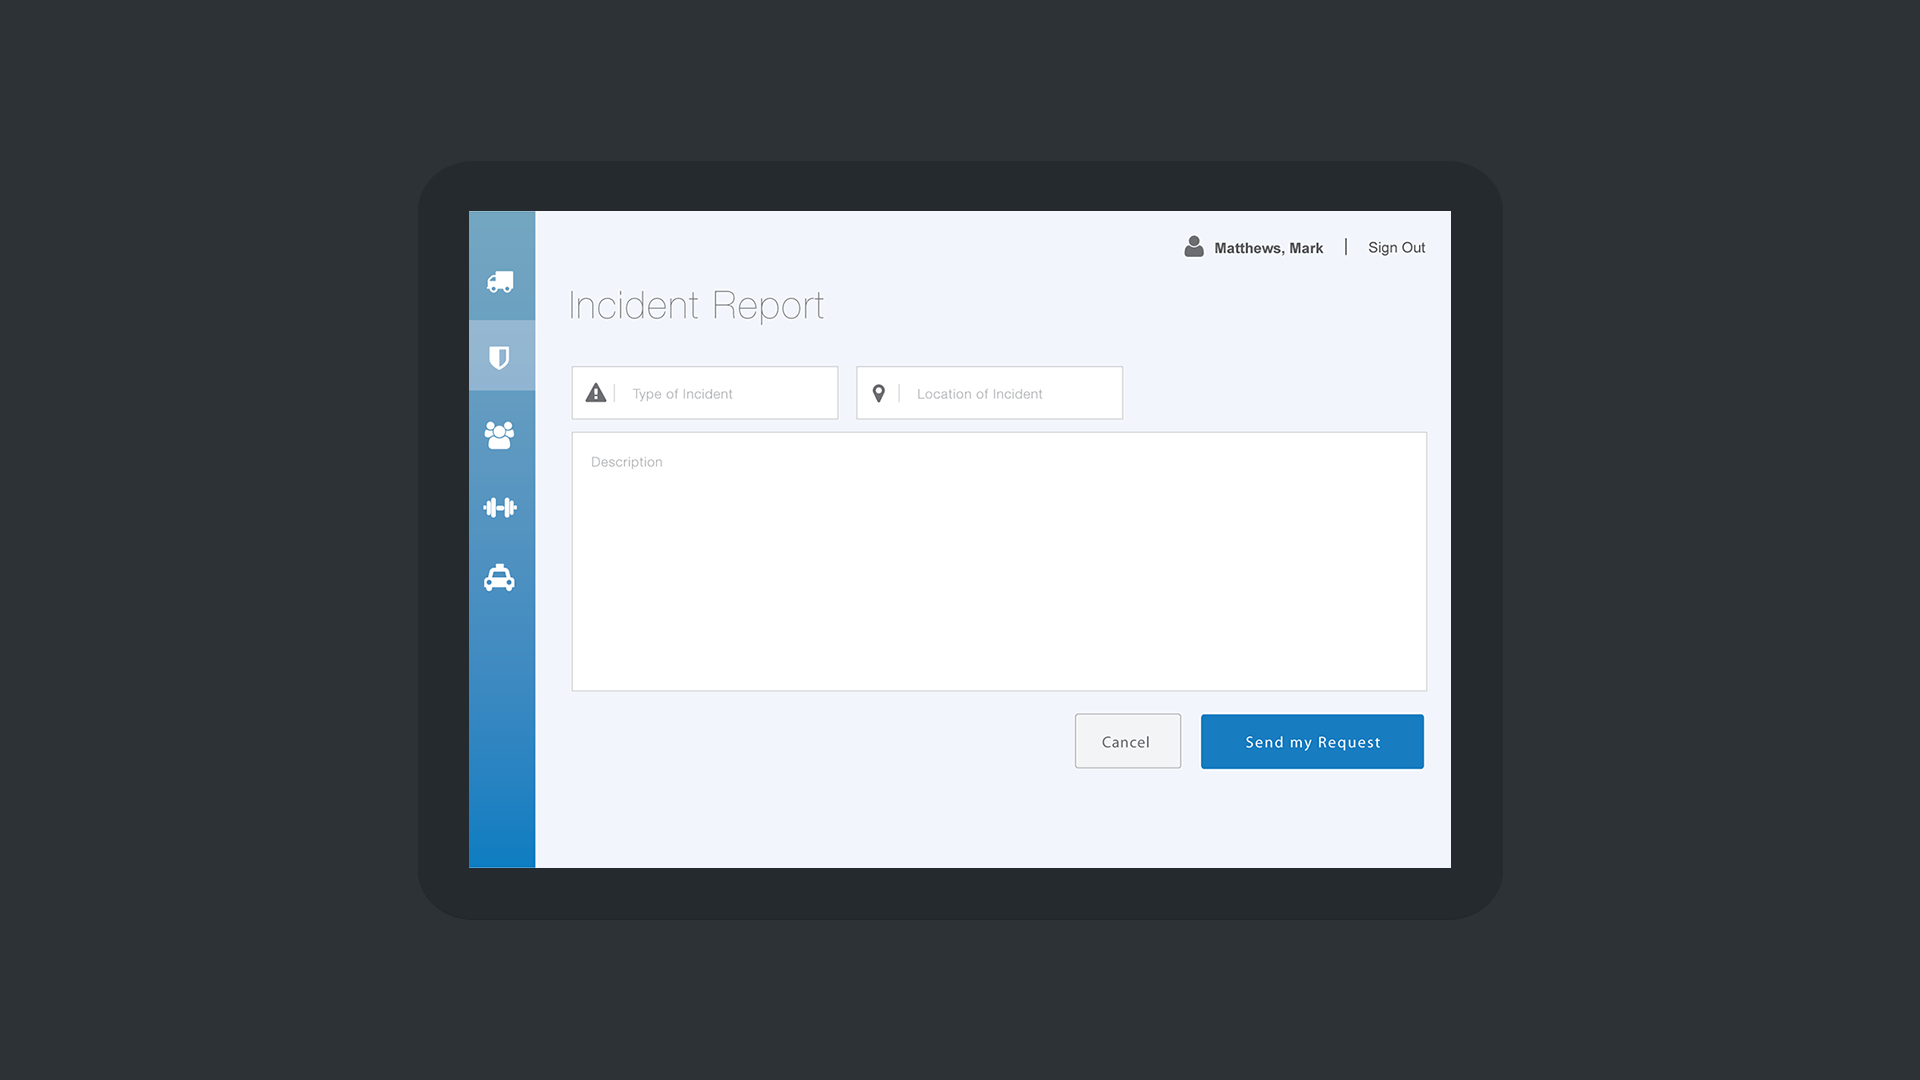 Matthews, Mark | Sign Out
Incident Report
Type of Incident
Location of Incident
Description
Cancel
Send my Request